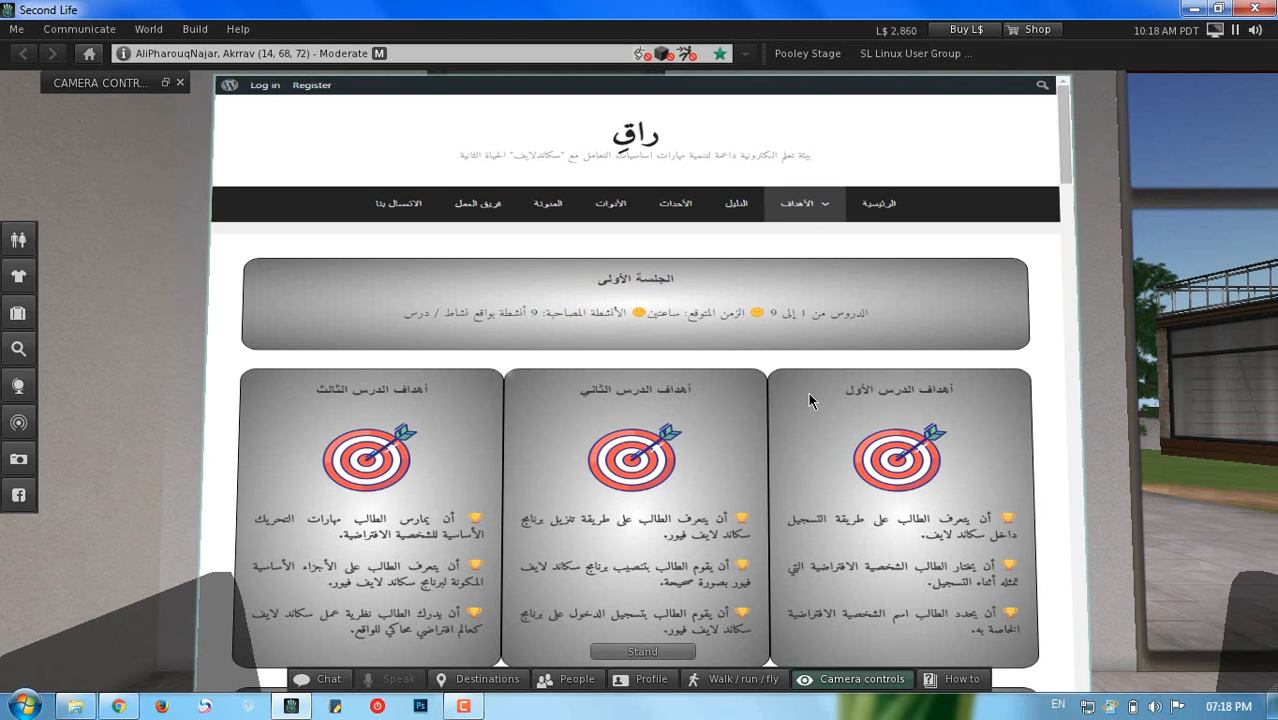 Second Life
Me Communicate World Build Help
L$ 2,860 Buy L$ Shop 10:18 AM PDT
AliPharouqNajar, Akrrav (14, 68, 72) - Moderate M
Pooley Stage SL Linux User Group ...
CAMERA CONTR...
Log in Register
راقِ
بيئة تعلم الكترونية داعمة لتنمية مهارات اساسيات التعامل مع "سكاندلايف" الحياة الثانية
الرئيسية الأهداف الدليل الأحداث الأدوات المدونة فريق العمل الاتصال بنا
الجلسة الأولى
الدروس من 1 إلى 9 الزمن المتوقع: ساعتين الأنشطة المصاحبة: 9 أنشطة بواقع نشاط / درس
أهداف الدرس الأول
أن يتعرف الطالب على طريقة التسجيل
داخل سكاند لايف.
أن يختار الطالب الشخصية الافتراضية التي
تمثله أثناء التسجيل.
أن يحدد الطالب اسم الشخصية الافتراضية
الخاصة به.
أهداف الدرس الثاني
أن يتعرف الطالب على طريقة تنزيل برنامج
سكاند لايف فيور.
أن يقوم الطالب بتنصيب برنامج سكاند لايف
فيور بصورة صحيحة.
أن يقوم الطالب بتسجيل الدخول على برنامج
سكاند لايف فيور.
أهداف الدرس الثالث
أن يمارس الطالب مهارات التحريك
الأساسية للشخصية الافتراضية.
أن يتعرف الطالب على الأجزاء الأساسية
المكونة لبرنامج سكاند لايف فيور.
أن يدرك الطالب نظرية عمل سكاند لايف
كعالم افتراضي محاكي للواقع.
Stand
Chat Speak Destinations People Profile Walk / run / fly Camera controls How to
EN 07:18 PM